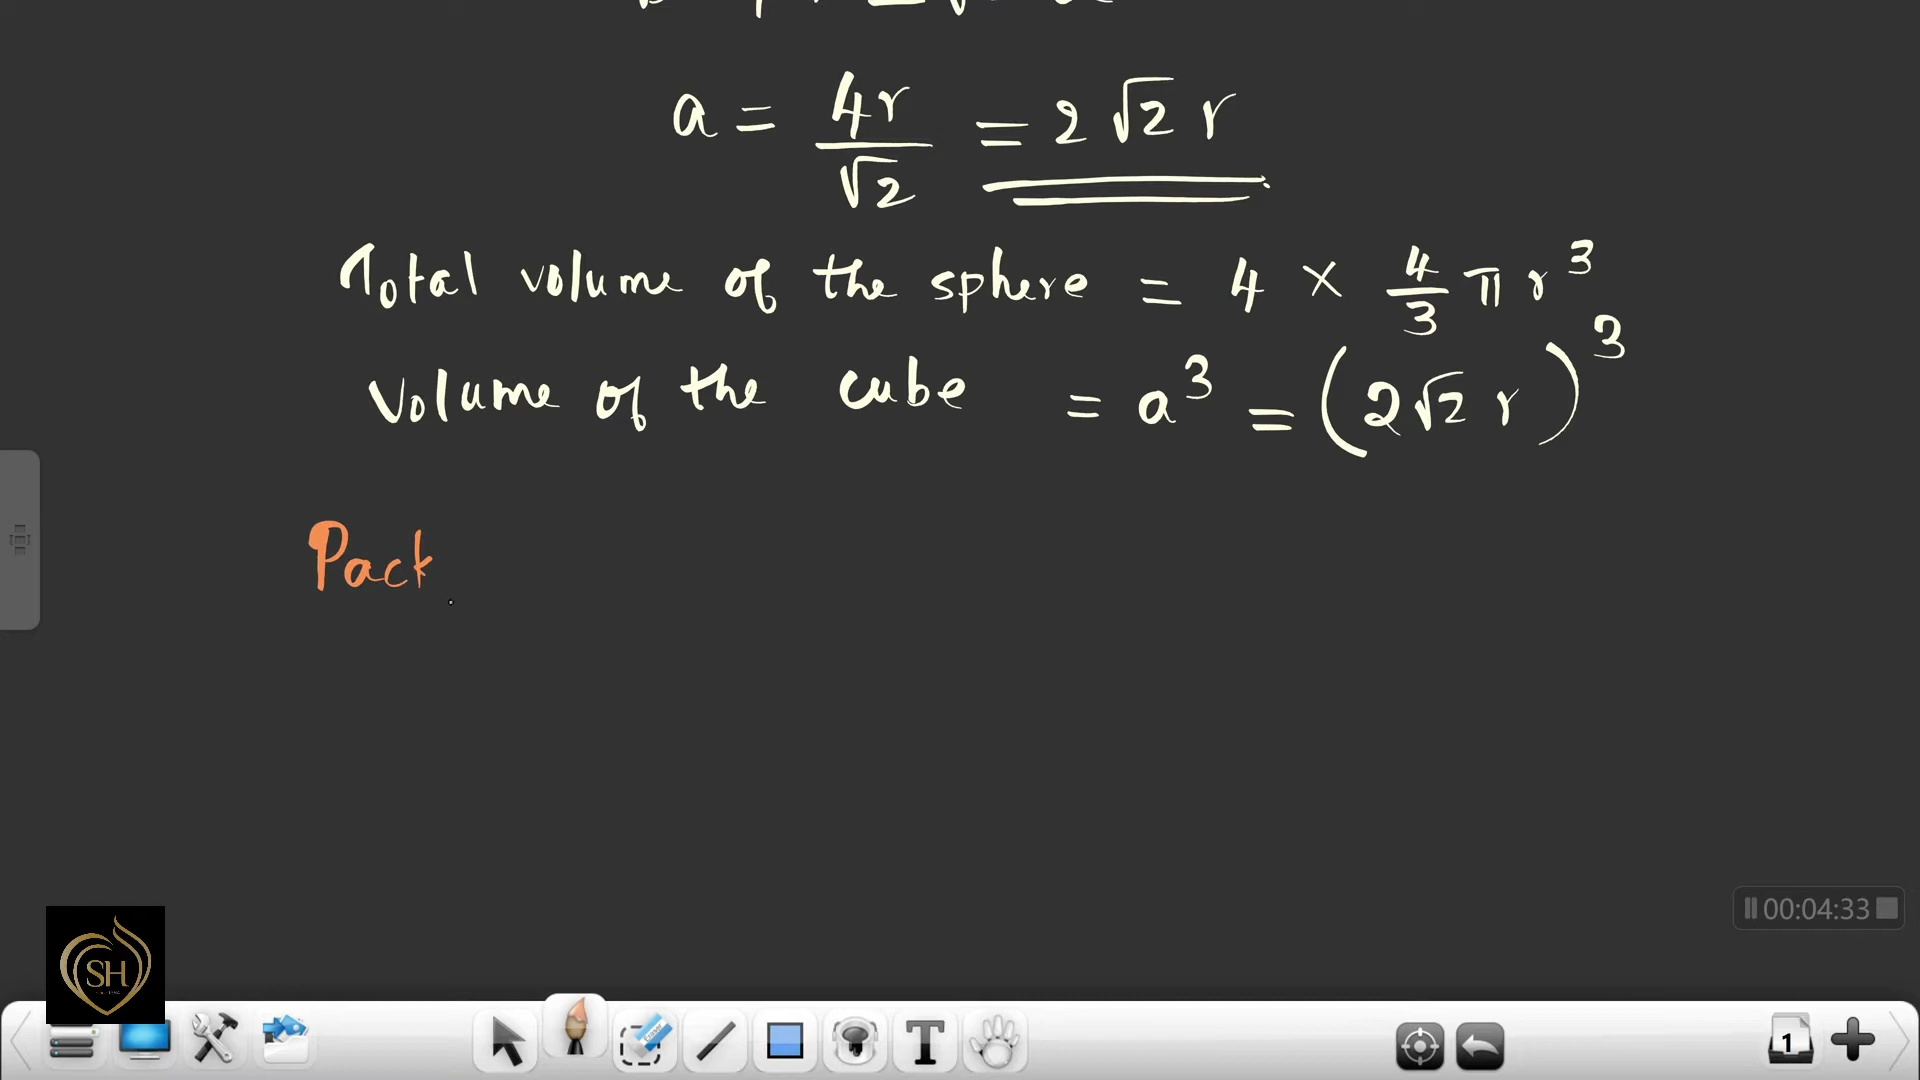 a = 4r/√2 = 2√2 r
Total volume of the sphere = 4 × 4/3 π r³
Volume of the cube = a³ = (2√2 r)³
Pack
00:04:33
SH
T
1